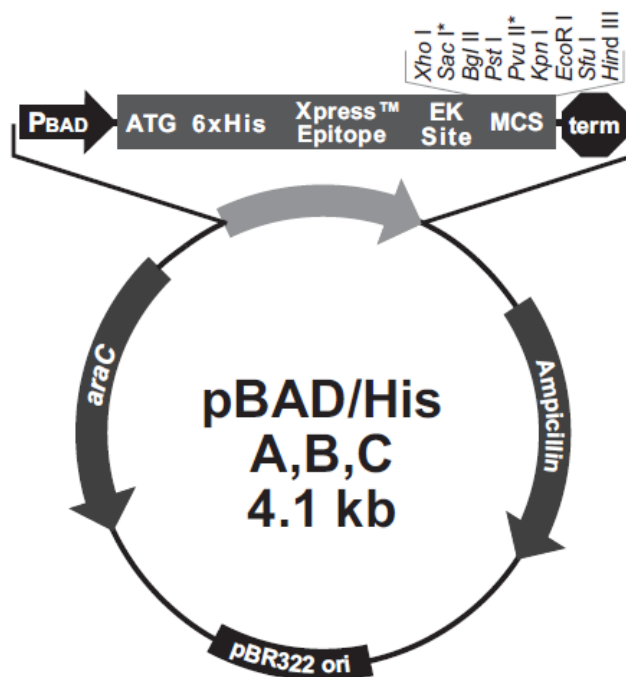 Xho I
Sac I*
Bgl II
Pst I
Pvu II*
Kpn I
EcoR I
Sfu I
Hind III
PBAD
ATG
6xHis
Xpress™
Epitope
EK
Site
MCS
term
araC
Ampicillin
pBAD/His
A,B,C
4.1 kb
pBR322 ori